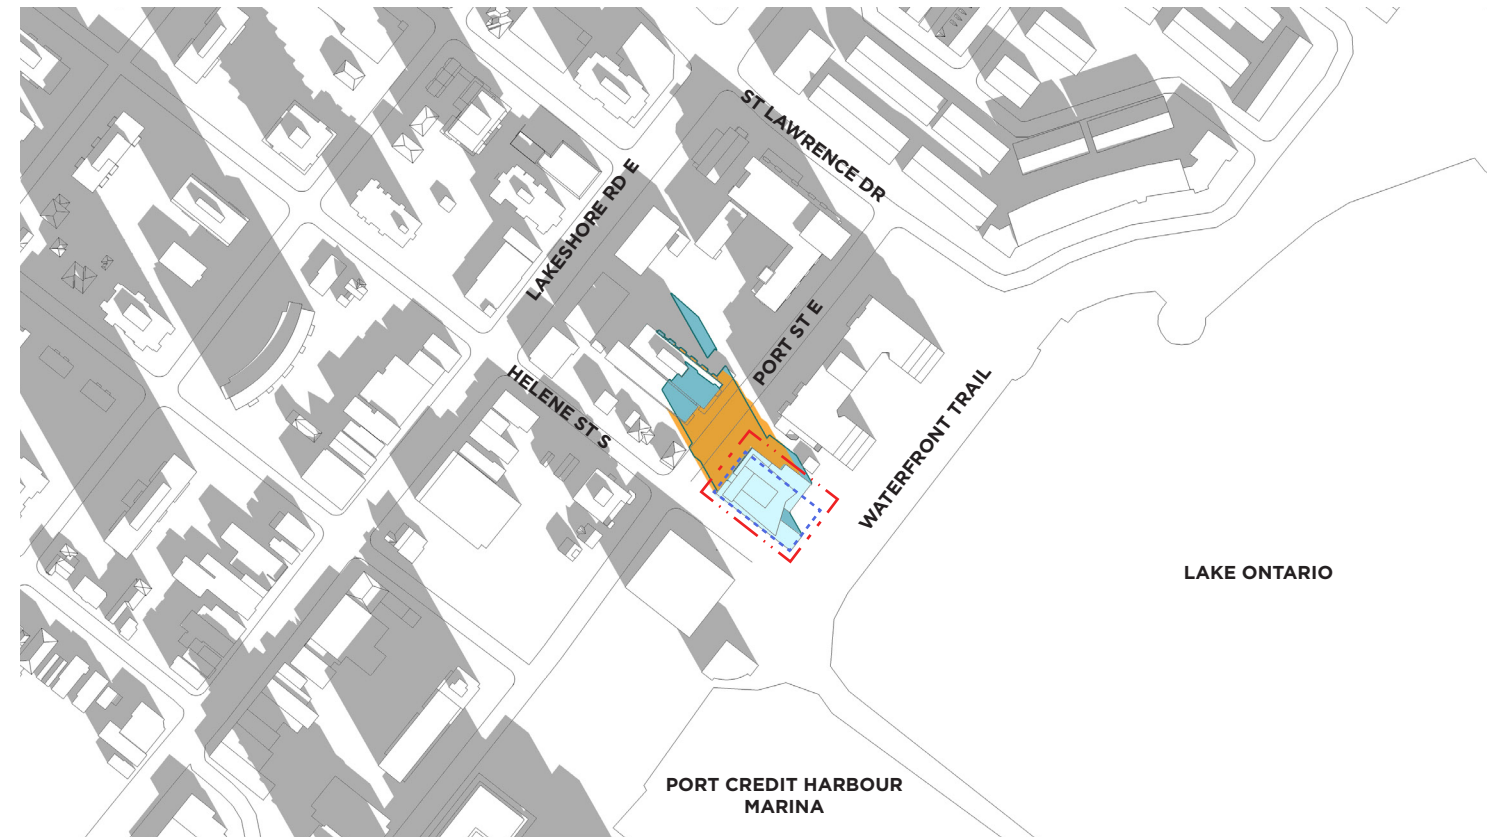 ST LAWRENCE DR
LAKESHORE RD E
PORT ST E
HELENE ST S
WATERFRONT TRAIL
LAKE ONTARIO
PORT CREDIT HARBOUR
MARINA